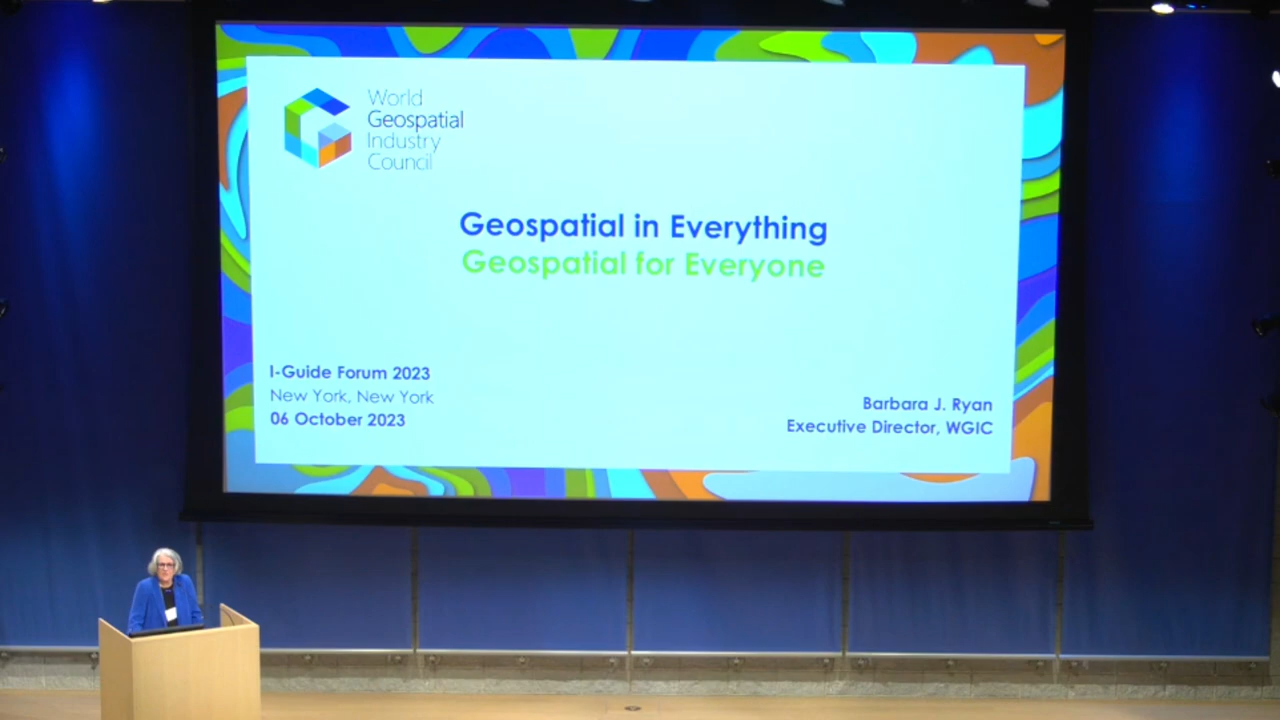 World
Geospatial
Industry
Council
Geospatial in Everything
Geospatial for Everyone
I-Guide Forum 2023
New York, New York
06 October 2023
Barbara J. Ryan
Executive Director, WGIC